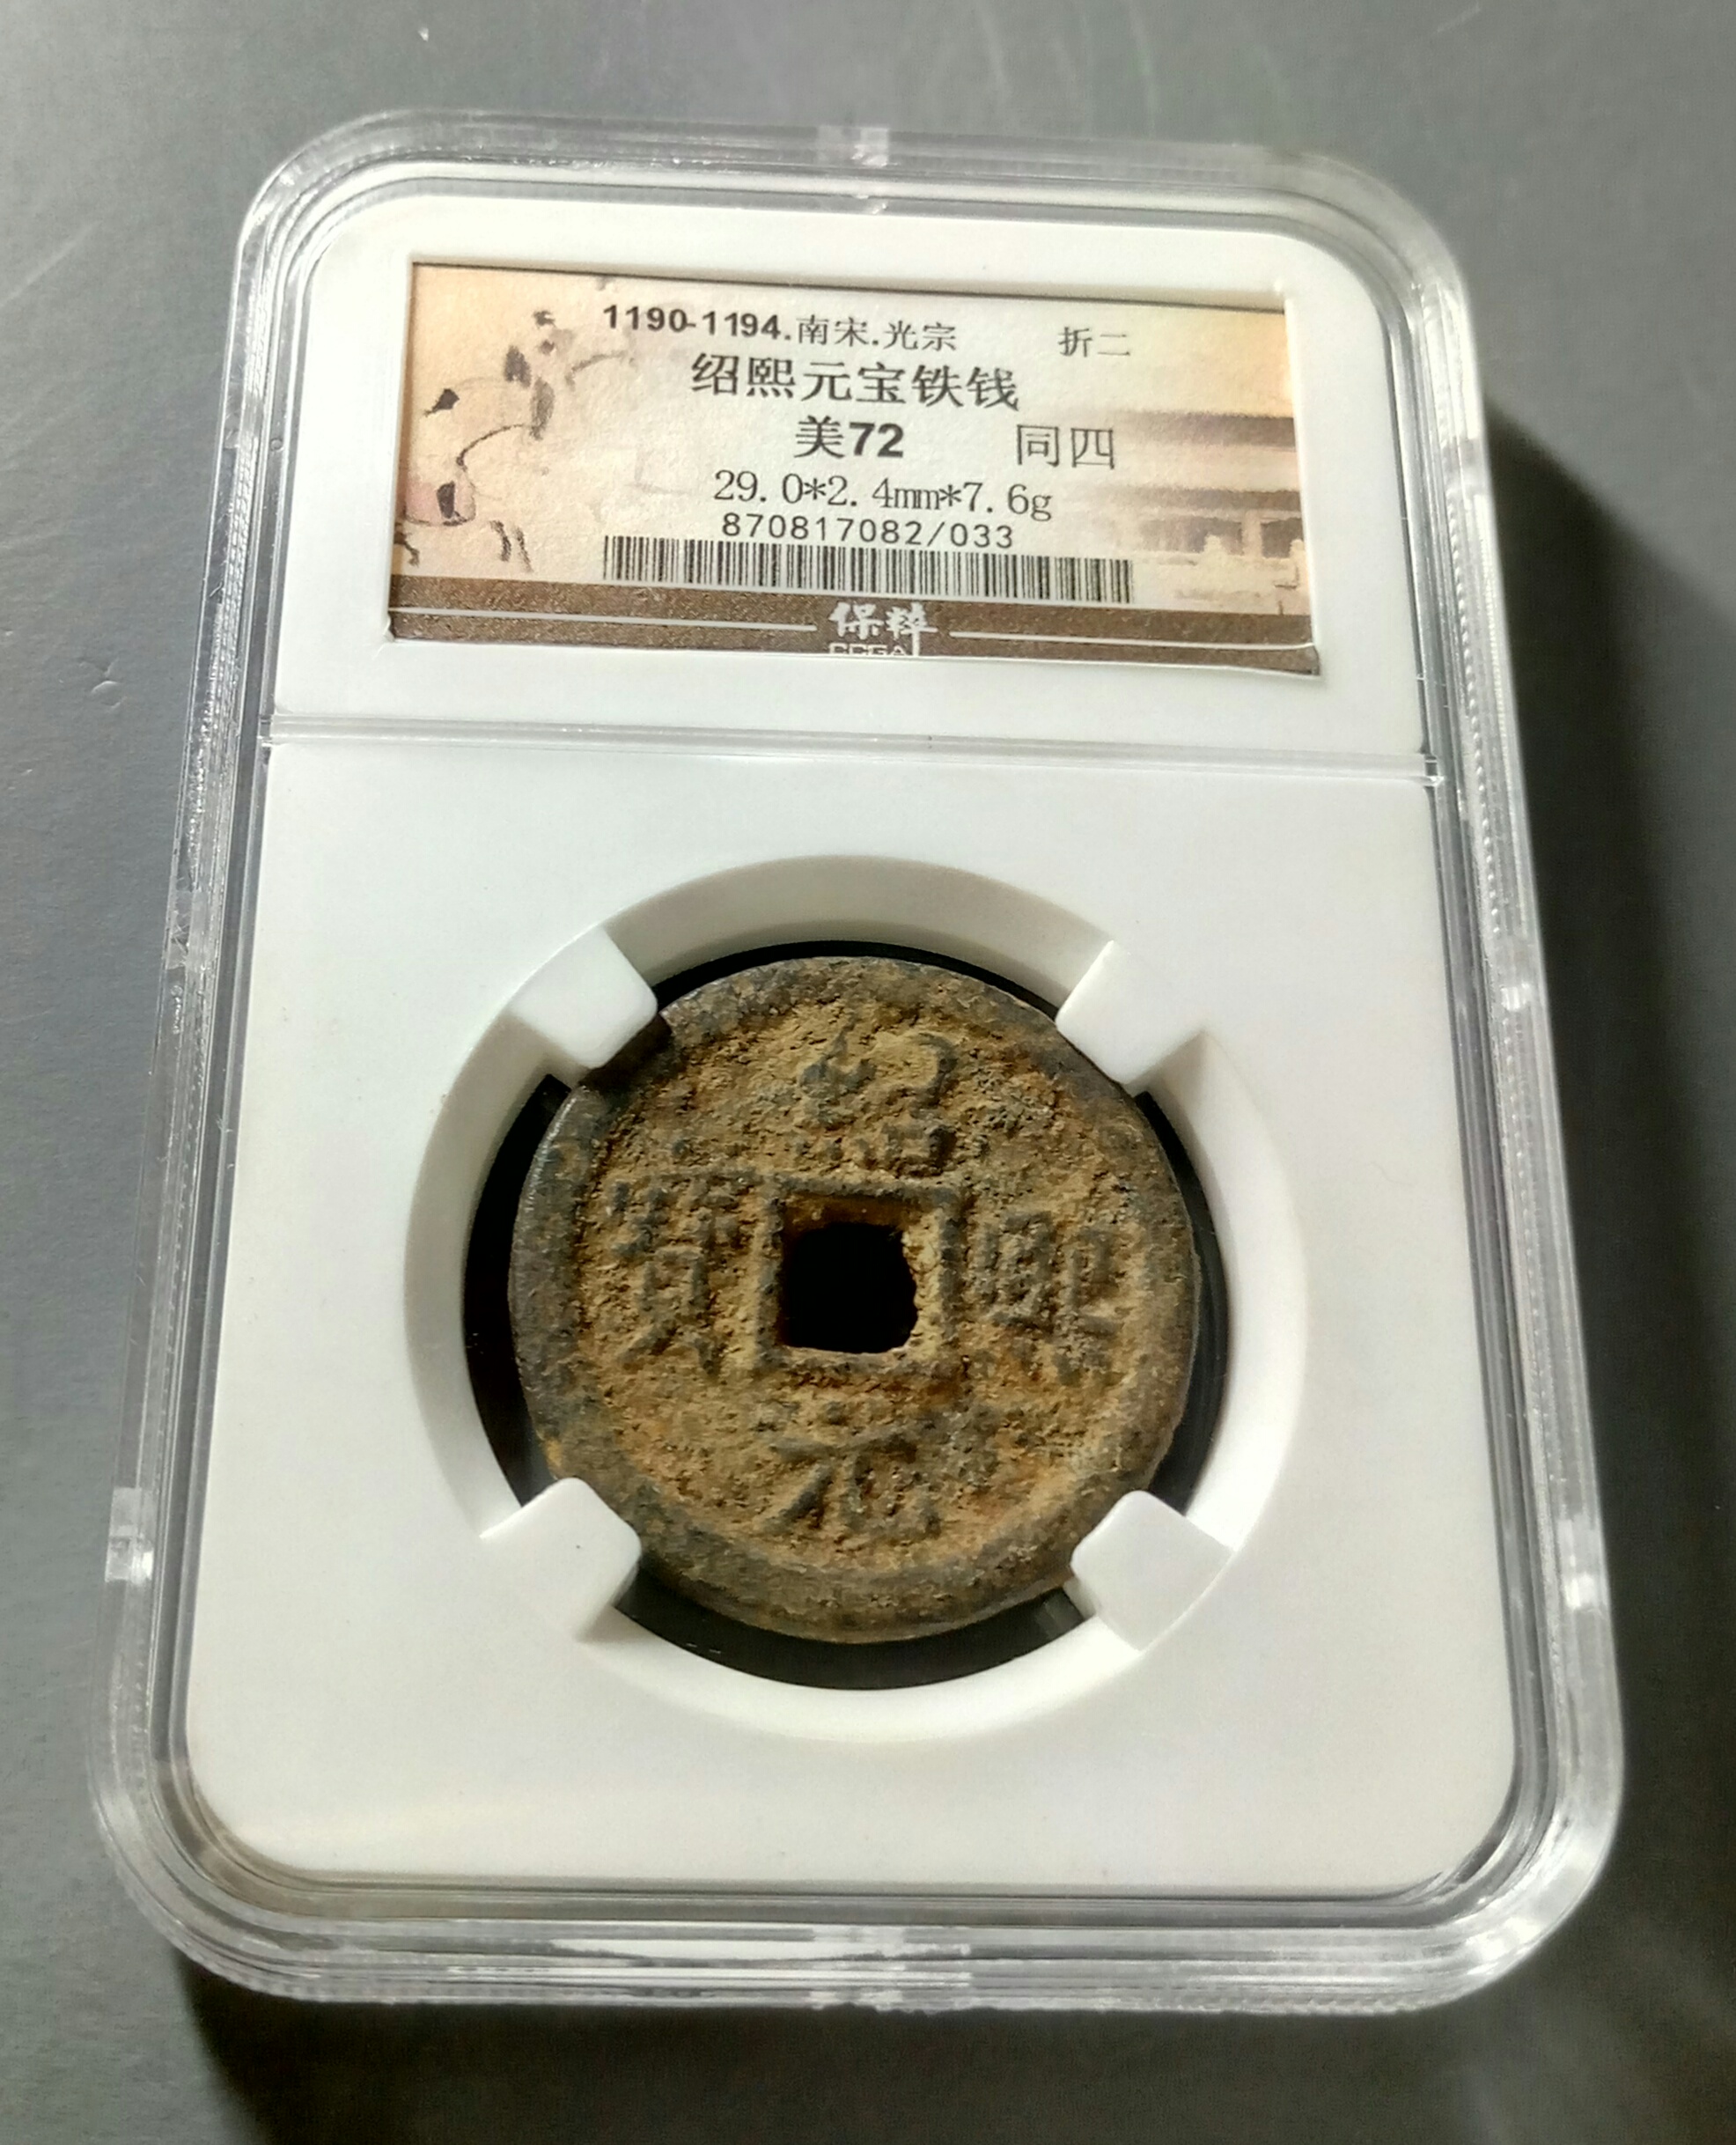 1190-1194.南宋.光宗 折二
绍熙元宝铁钱
美72 同四
29.0*2.4mm*7.6g
870817082/033
保粹
紹
寶 熙
元